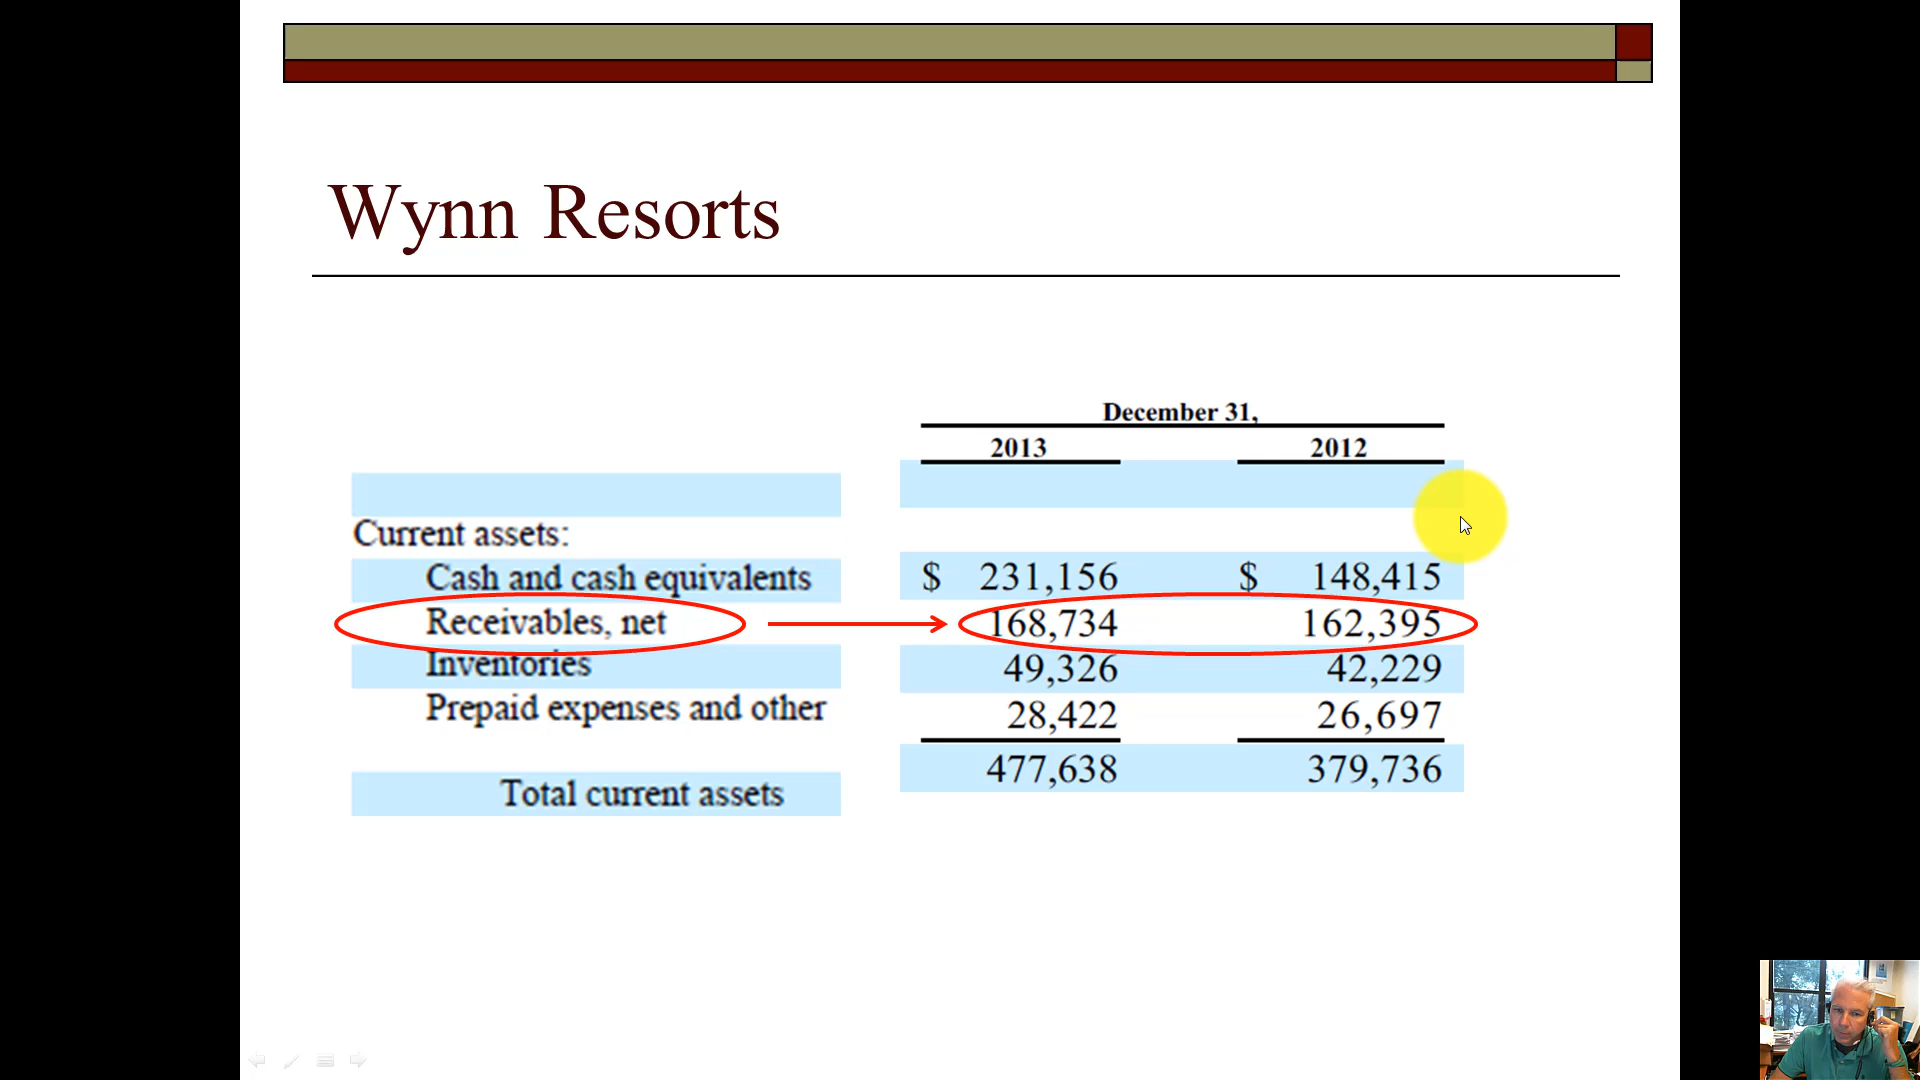 Wynn Resorts
December 31,
2013 2012
Current assets:
Cash and cash equivalents $ 231,156 $ 148,415
Receivables, net 168,734 162,395
Inventories 49,326 42,229
Prepaid expenses and other 28,422 26,697
Total current assets 477,638 379,736